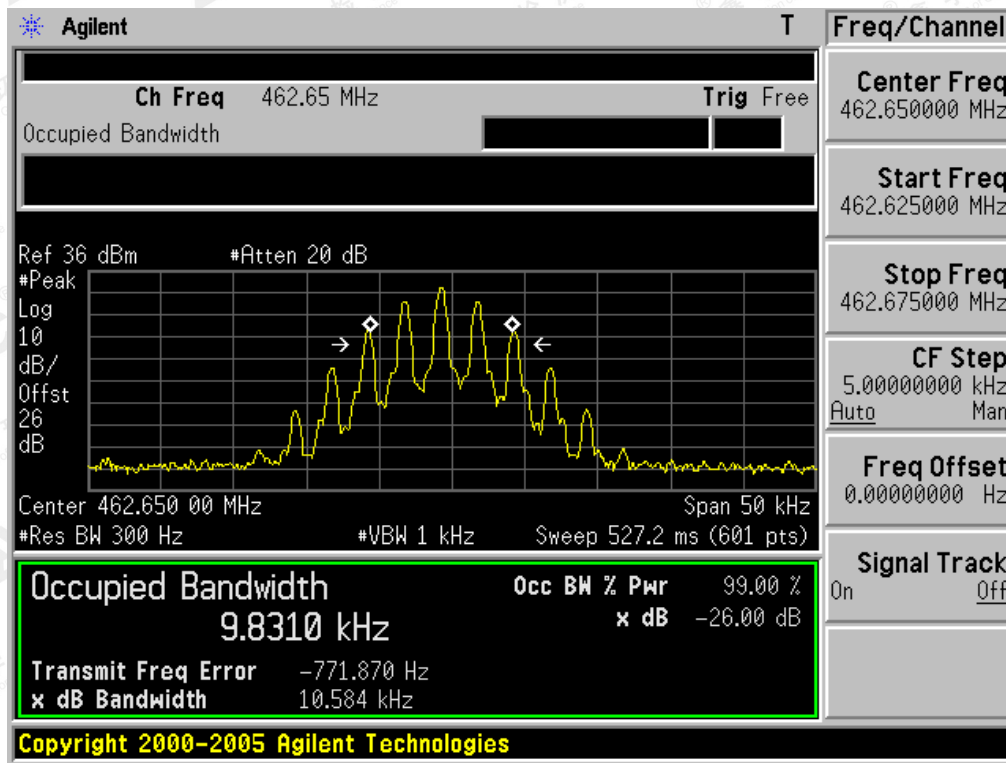 Agilent T
Ch Freq 462.65 MHz Trig Free
Occupied Bandwidth
Ref 36 dBm #Atten 20 dB
#Peak
Log
10
dB/
Offst
26
dB
Center 462.650 00 MHz Span 50 kHz
#Res BW 300 Hz #VBW 1 kHz Sweep 527.2 ms (601 pts)
Occupied Bandwidth Occ BW % Pwr 99.00 %
9.8310 kHz x dB -26.00 dB
Transmit Freq Error -771.870 Hz
x dB Bandwidth 10.584 kHz
Copyright 2000-2005 Agilent Technologies
Freq/Channel
Center Freq
462.650000 MHz
Start Freq
462.625000 MHz
Stop Freq
462.675000 MHz
CF Step
5.00000000 kHz
Auto Man
Freq Offset
0.00000000 Hz
Signal Track
On Off